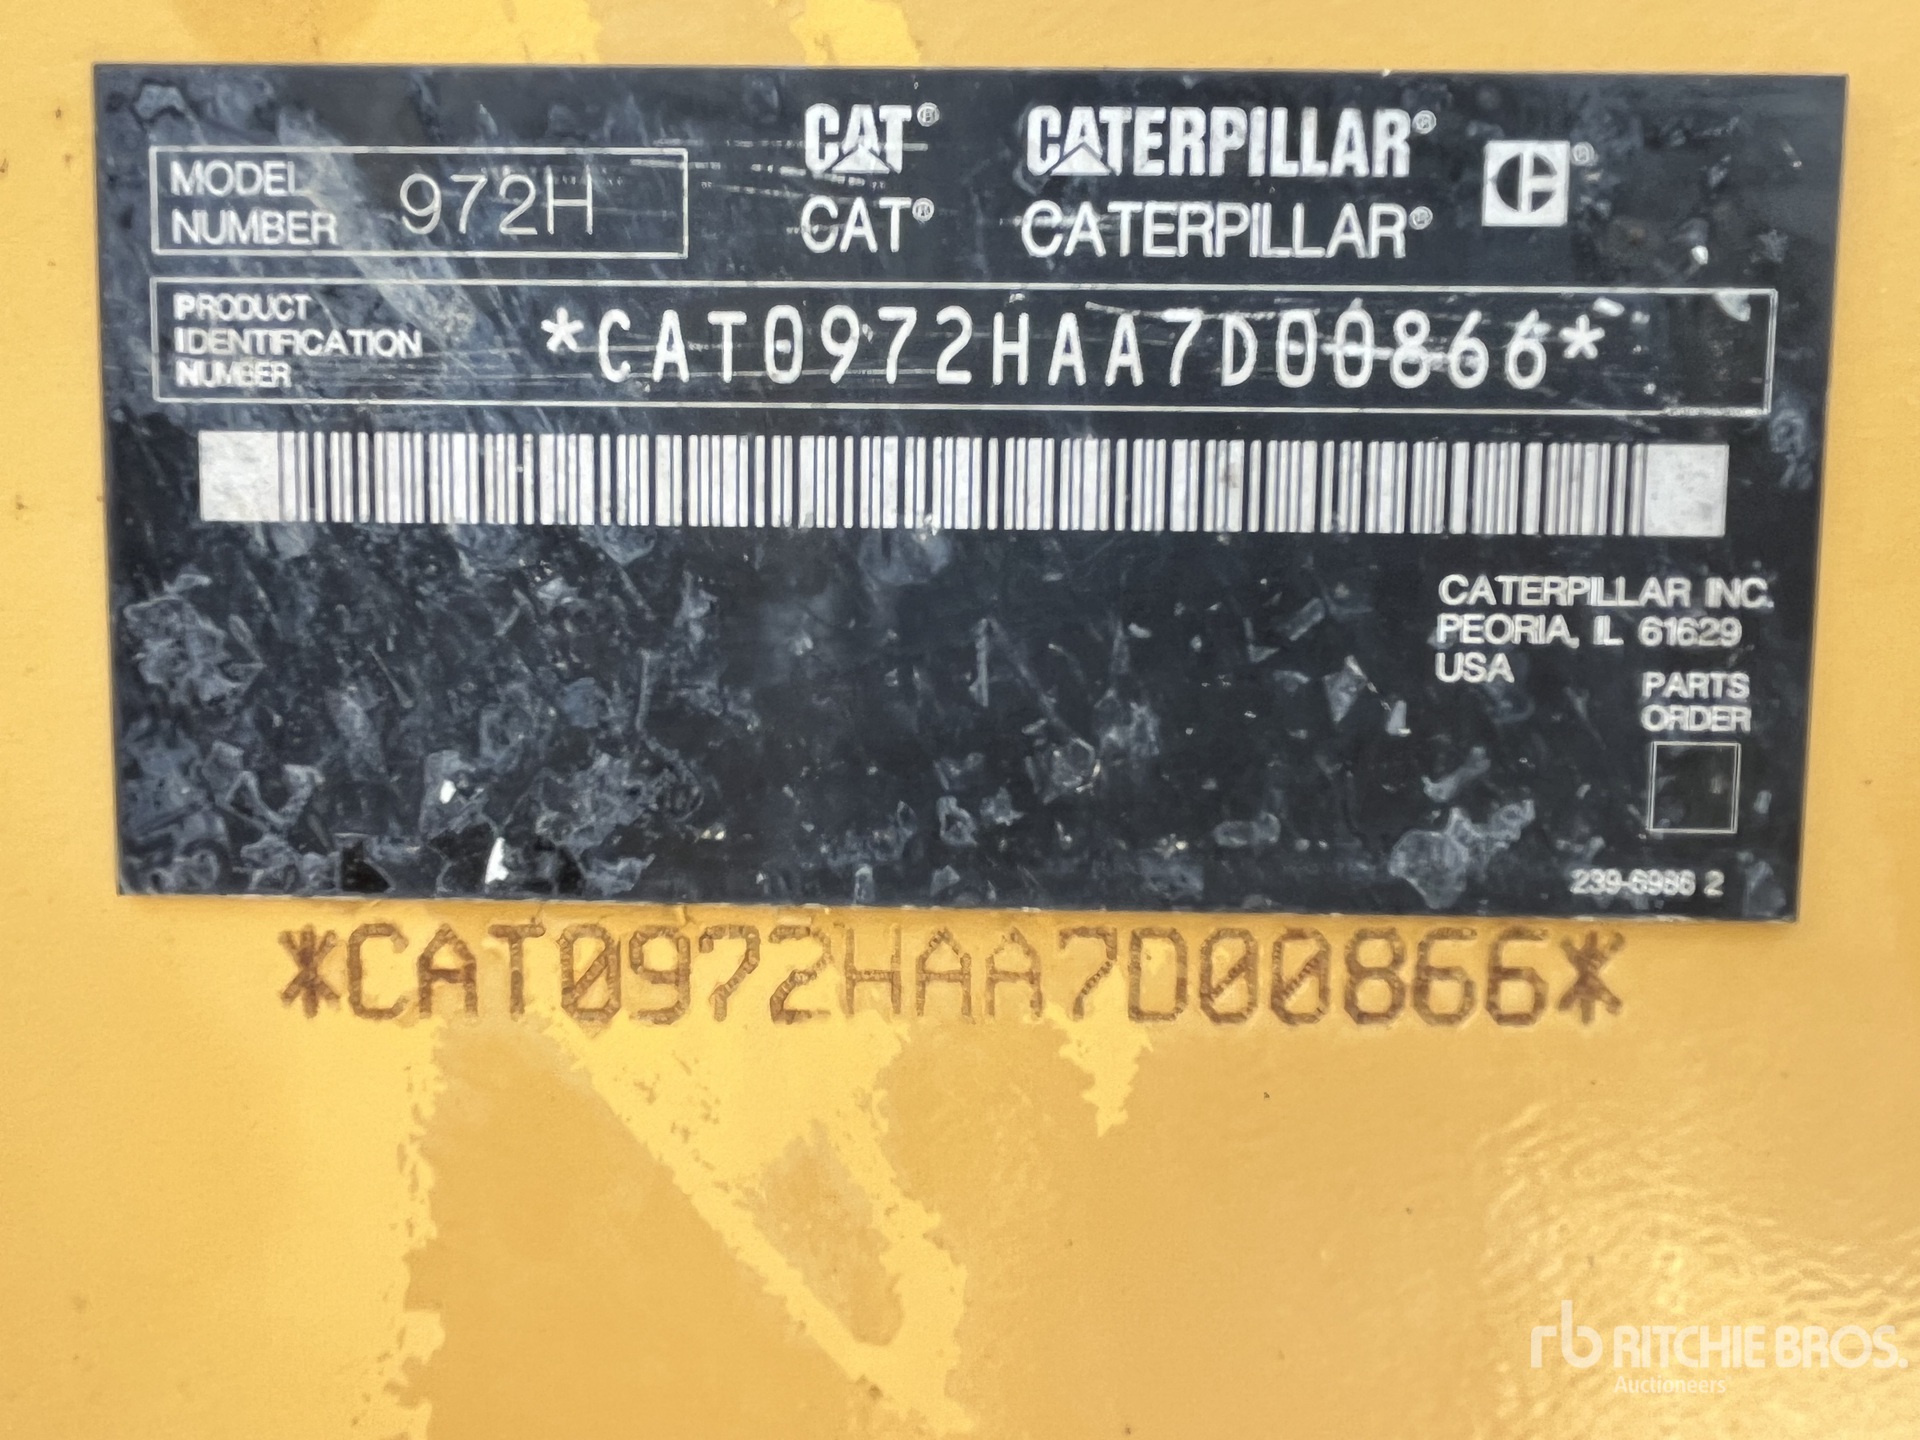 MODEL NUMBER 972H
CAT® CATERPILLAR®
CAT® CATERPILLAR®
PRODUCT
IDENTIFICATION
NUMBER
*CAT0972HAA7D00866*
CATERPILLAR INC.
PEORIA, IL 61629
USA
PARTS
ORDER
239-6986 2
*CAT0972HAA7D00866*
rb RITCHIE BROS.
Auctioneers